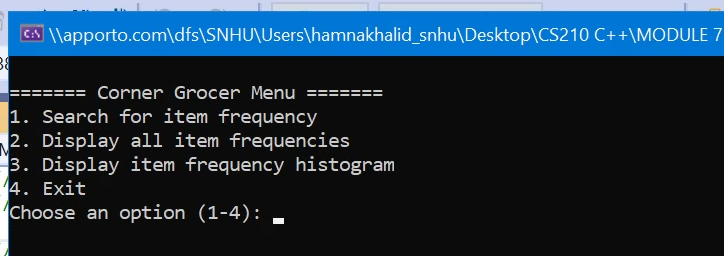 \\apporto.com\dfs\SNHU\Users\hamnakhalid_snhu\Desktop\CS210 C++\MODULE 7
======= Corner Grocer Menu =======
1. Search for item frequency
2. Display all item frequencies
3. Display item frequency histogram
4. Exit
Choose an option (1-4):